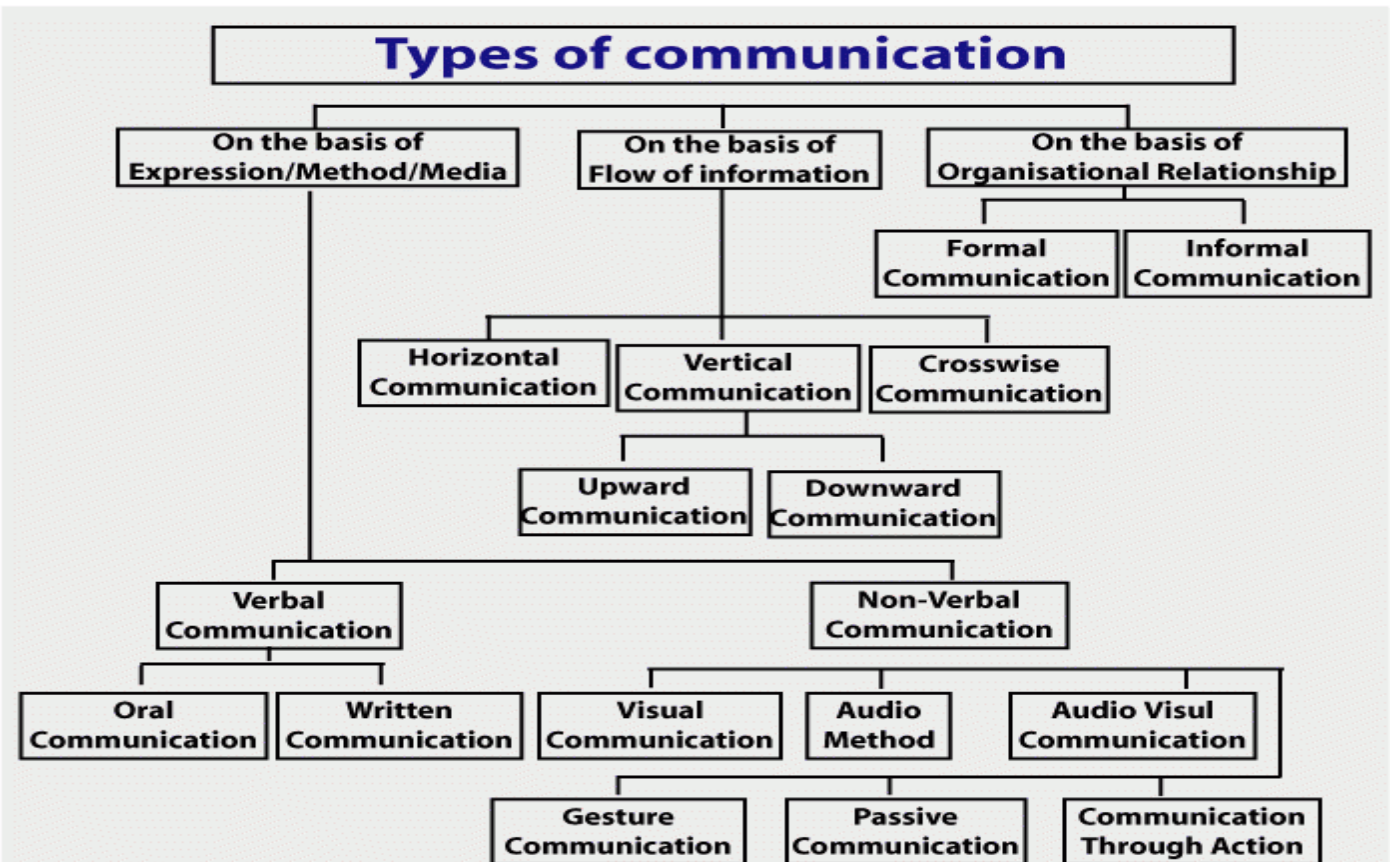 Types of communication
On the basis of
Expression/Method/Media
On the basis of
Flow of information
On the basis of
Organisational Relationship
Formal
Communication
Informal
Communication
Horizontal
Communication
Vertical
Communication
Crosswise
Communication
Upward
Communication
Downward
Communication
Verbal
Communication
Non-Verbal
Communication
Oral
Communication
Written
Communication
Visual
Communication
Audio
Method
Audio Visul
Communication
Gesture
Communication
Passive
Communication
Communication
Through Action